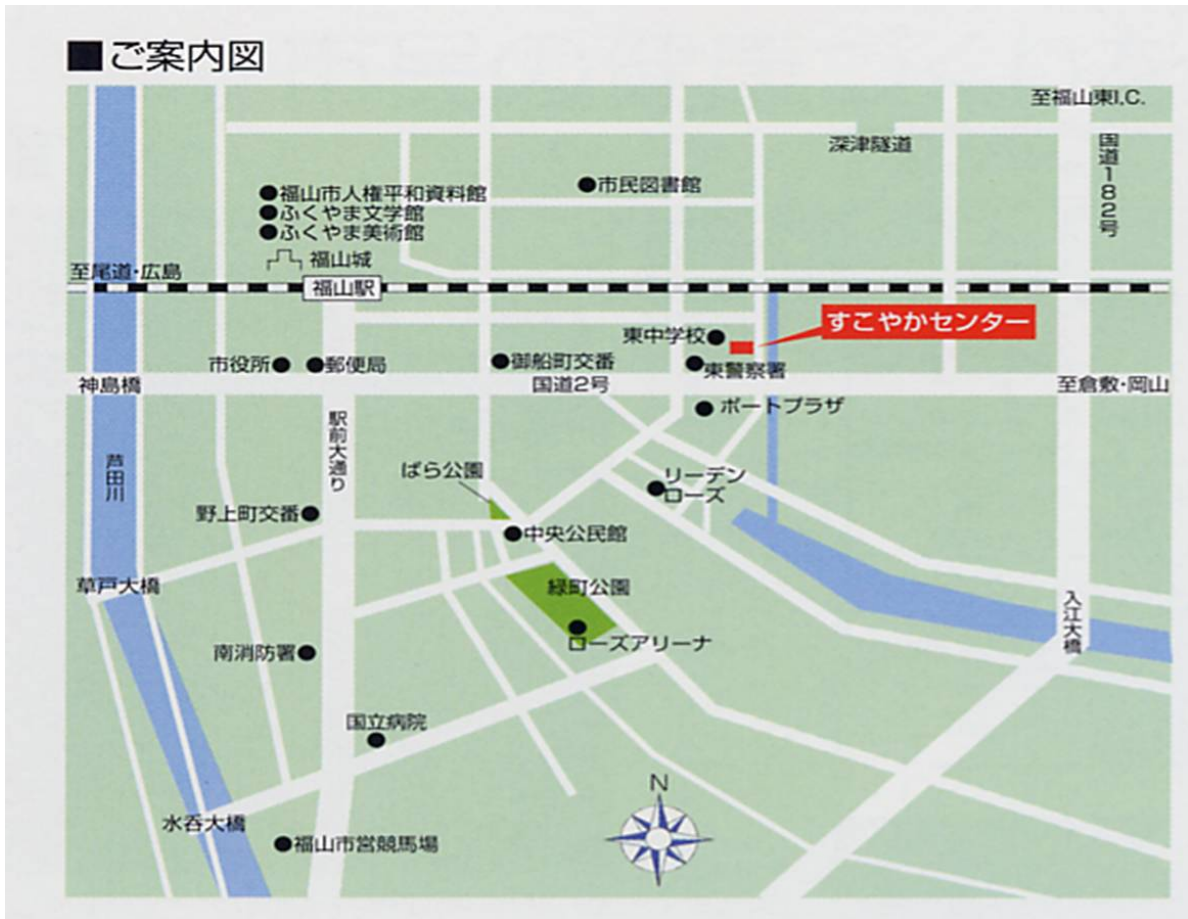 ■ご案内図
至福山東I.C.
深津隧道
国道182号
市民図書館
●福山市人権平和資料館
●ふくやま文学館
●ふくやま美術館
福山城
至尾道・広島
福山駅
すこやかセンター
東中学校
市役所
郵便局
御船町交番
東警察署
神島橋
国道2号
至倉敷・岡山
ポートプラザ
駅前大通り
芦田川
ばら公園
リーデン
ローズ
野上町交番
中央公民館
草戸大橋
緑町公園
入江大橋
ローズアリーナ
南消防署
国立病院
N
水呑大橋
福山市営競馬場